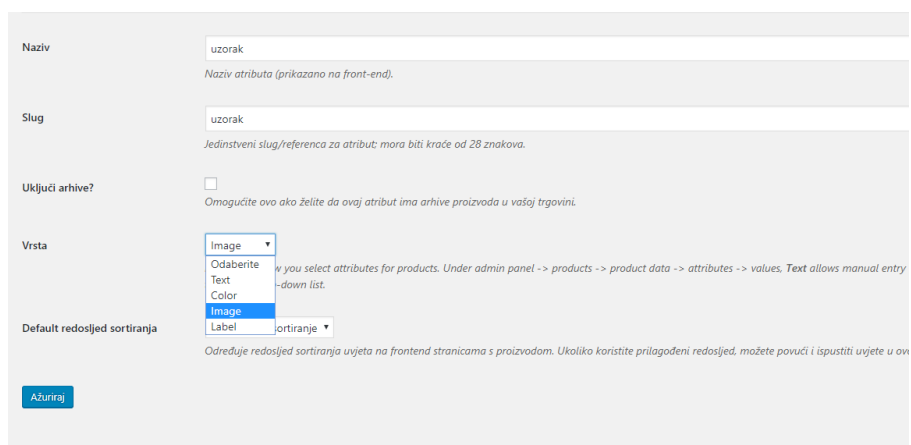 Naziv
uzorak
Naziv atributa (prikazano na front-end).
Slug
uzorak
Jedinstveni slug/referenca za atribut; mora biti kraće od 28 znakova.
Uključi arhive?
Omogućite ovo ako želite da ovaj atribut ima arhive proizvoda u vašoj trgovini.
Vrsta
Image
Odaberite
Text
Color
Image
Label
you select attributes for products. Under admin panel -> products -> product data -> attributes -> values, Text allows manual entry
-down list.
Default redoslijed sortiranja
sortiranje
Određuje redosljed sortiranja uvjeta na frontend stranicama s proizvodom. Ukoliko koristite prilagođeni redosljed, možete povući i ispustiti uvjete u
Ažuriraj